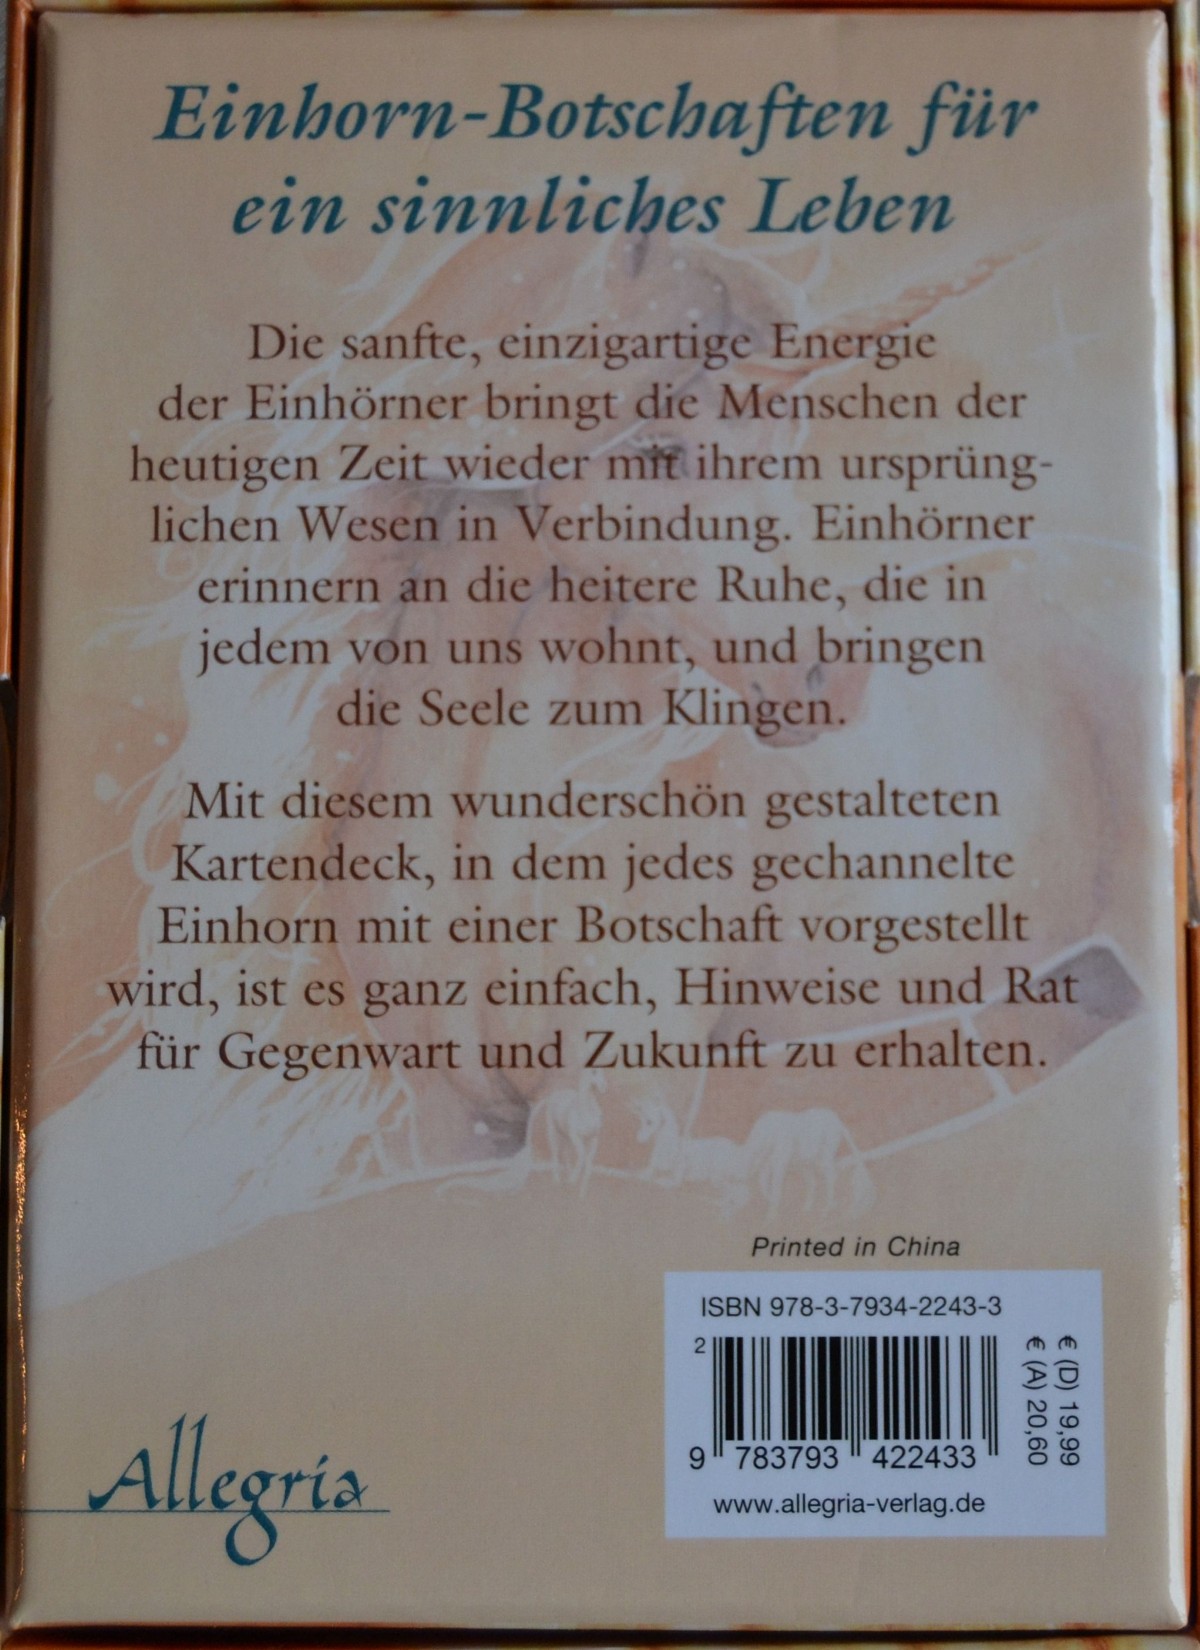 Einhorn-Botschaften für
ein sinnliches Leben
Die sanfte, einzigartige Energie
der Einhörner bringt die Menschen der
heutigen Zeit wieder mit ihrem ursprüng-
lichen Wesen in Verbindung. Einhörner
erinnern an die heitere Ruhe, die in
jedem von uns wohnt, und bringen
die Seele zum Klingen.
Mit diesem wunderschön gestalteten
Kartendeck, in dem jedes gechannelte
Einhorn mit einer Botschaft vorgestellt
wird, ist es ganz einfach, Hinweise und Rat
für Gegenwart und Zukunft zu erhalten.
Printed in China
ISBN 978-3-7934-2243-3
2
9 783793 422433
€ (D) 19,99
€ (A) 20,60
www.allegria-verlag.de
Allegria